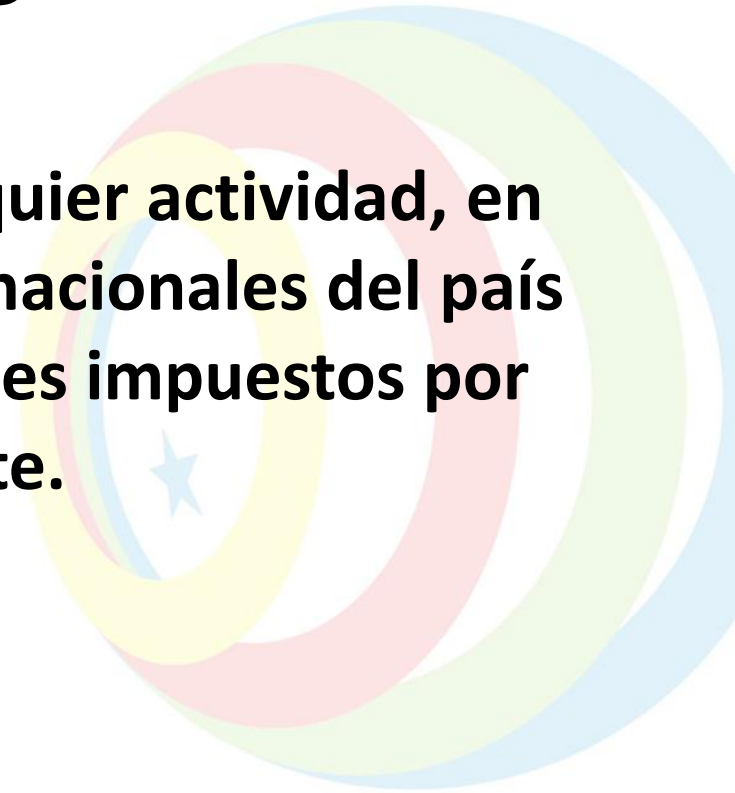 quier actividad, en
nacionales del país
es impuestos por
te.